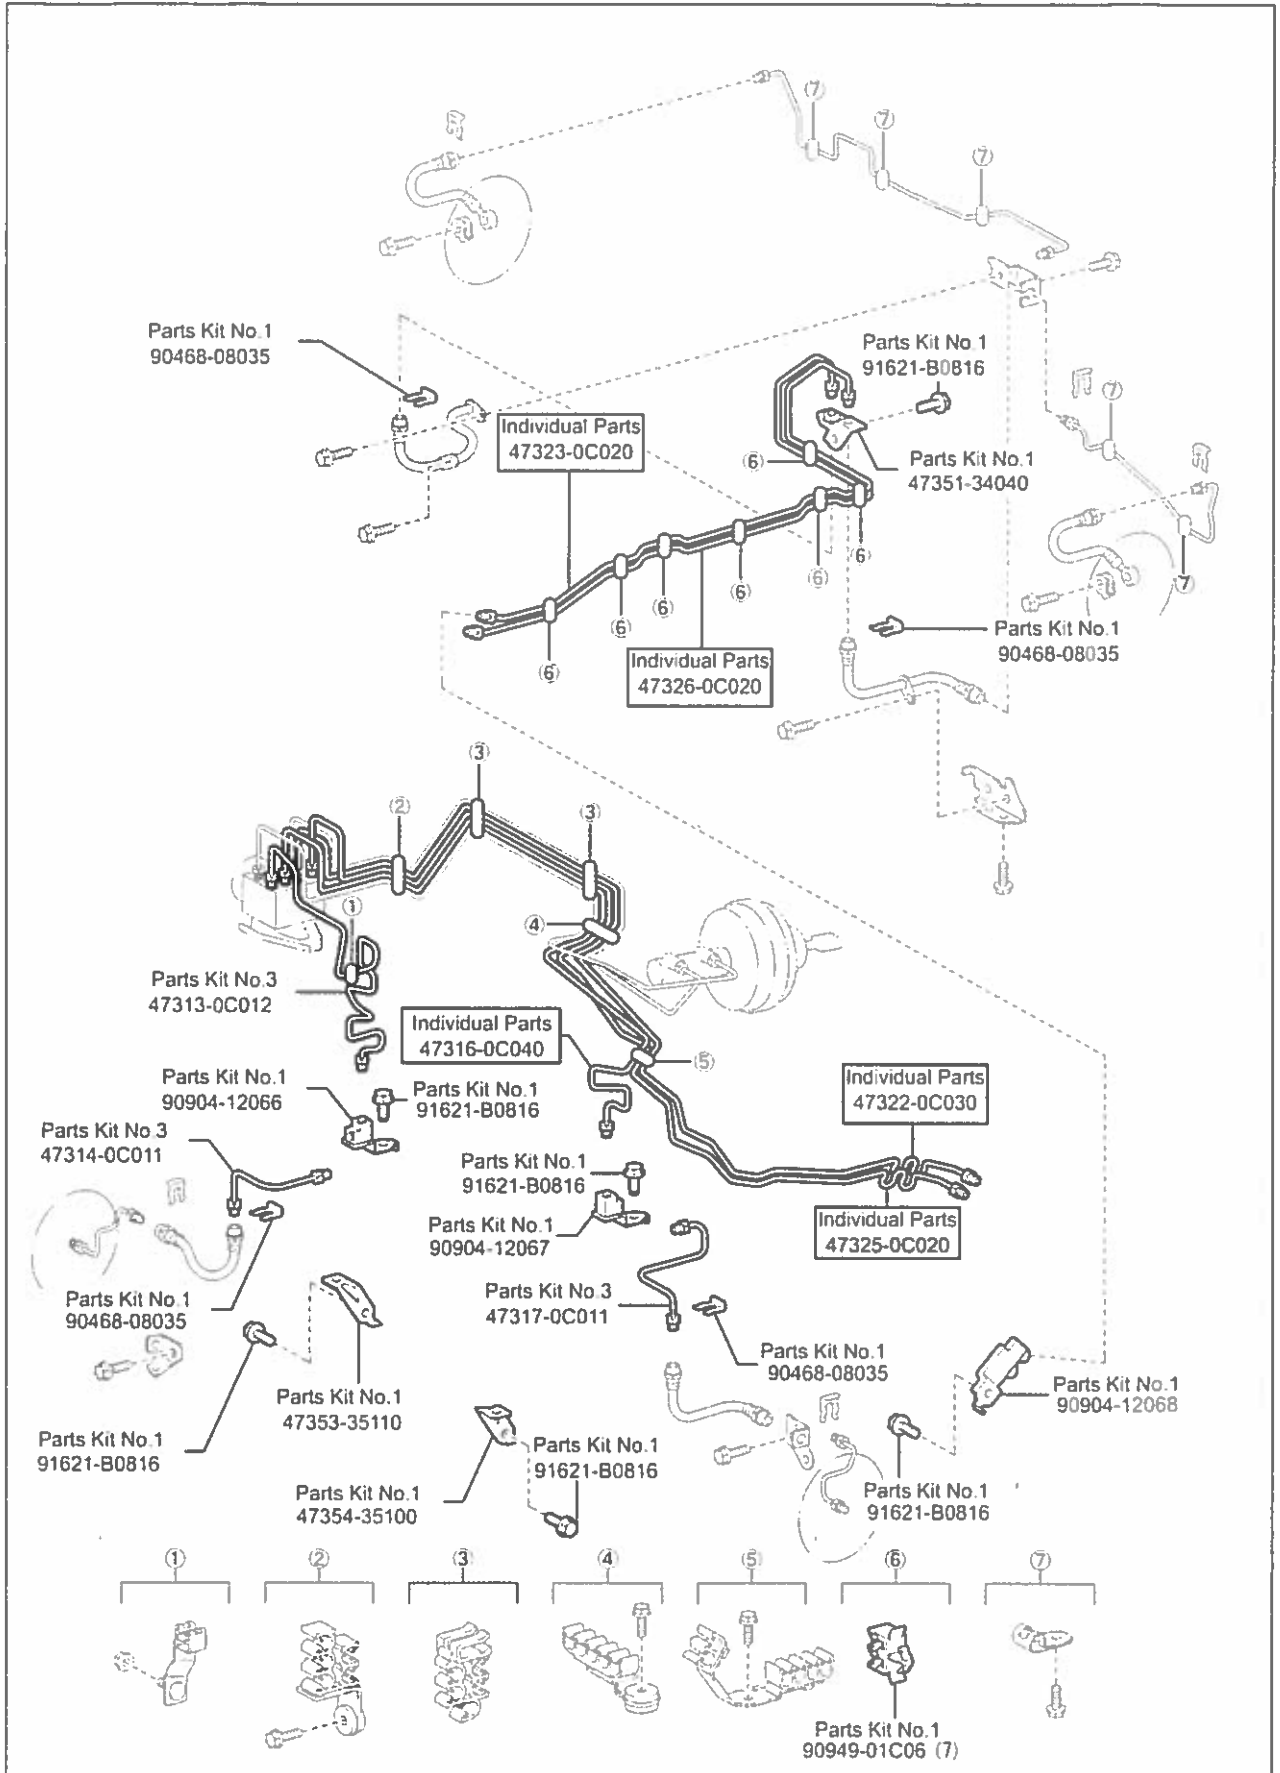 7
7
7
Parts Kit No.1
90468-08035
Parts Kit No.1
91621-B0816
7
Individual Parts
47323-0C020
6
Parts Kit No.1
47351-34040
7
6
6
6
6
6
6
Individual Parts
47326-0C020
Parts Kit No.1
90468-08035
3
2
3
1
4
Parts Kit No.3
47313-0C012
Individual Parts
47316-0C040
5
Parts Kit No.1
90904-12066
Parts Kit No.1
91621-B0816
Individual Parts
47322-0C030
Parts Kit No.3
47314-0C011
Parts Kit No.1
91621-B0816
Parts Kit No.1
90904-12067
Individual Parts
47325-0C020
Parts Kit No.1
90468-08035
Parts Kit No.3
47317-0C011
Parts Kit No.1
90468-08035
Parts Kit No.1
47353-35110
Parts Kit No.1
90904-12068
Parts Kit No.1
91621-B0816
Parts Kit No.1
91621-B0816
Parts Kit No.1
47354-35100
Parts Kit No.1
91621-B0816
1
2
3
4
5
6
7
Parts Kit No.1
90949-01C06 (7)